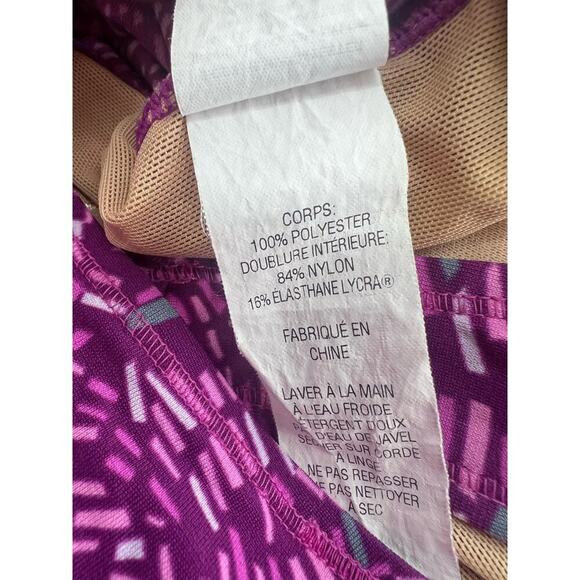 CORPS:
100% POLYESTER
DOUBLURE INTÉRIEURE:
84% NYLON
16% ÉLASTHANE LYCRA®
FABRIQUÉ EN
CHINE
LAVER À LA MAIN
À L'EAU FROIDE
DÉTERGENT DOUX
D'EAU DE JAVEL
SUR CORDE
À LINGE
NE PAS REPASSER
NE PAS NETTOYER
À SEC